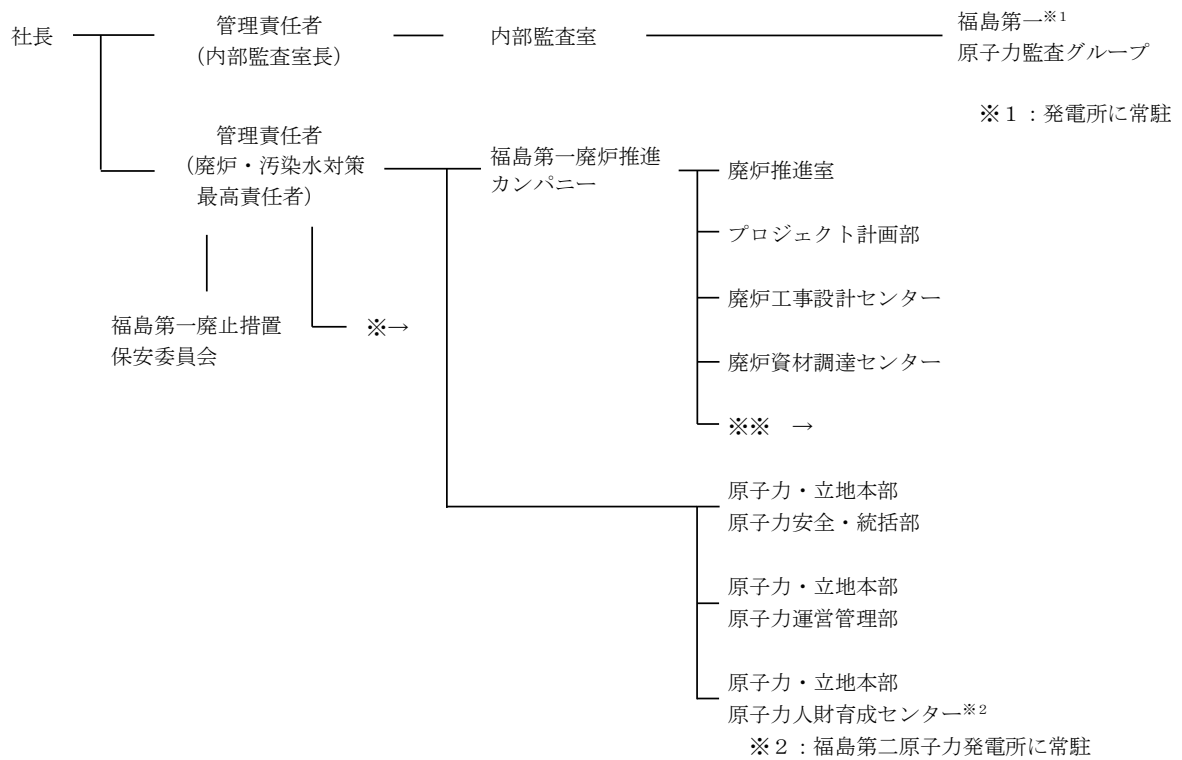 社長
管理責任者
(内部監査室長)
内部監査室
福島第一※1
原子力監査グループ
※1:発電所に常駐
管理責任者
(廃炉・汚染水対策
最高責任者)
福島第一廃炉推進
カンパニー
廃炉推進室
プロジェクト計画部
廃炉工事設計センター
廃炉資材調達センター
※※ →
福島第一廃止措置
保安委員会
※→
原子力・立地本部
原子力安全・統括部
原子力・立地本部
原子力運営管理部
原子力・立地本部
原子力人財育成センター※2
※2:福島第二原子力発電所に常駐